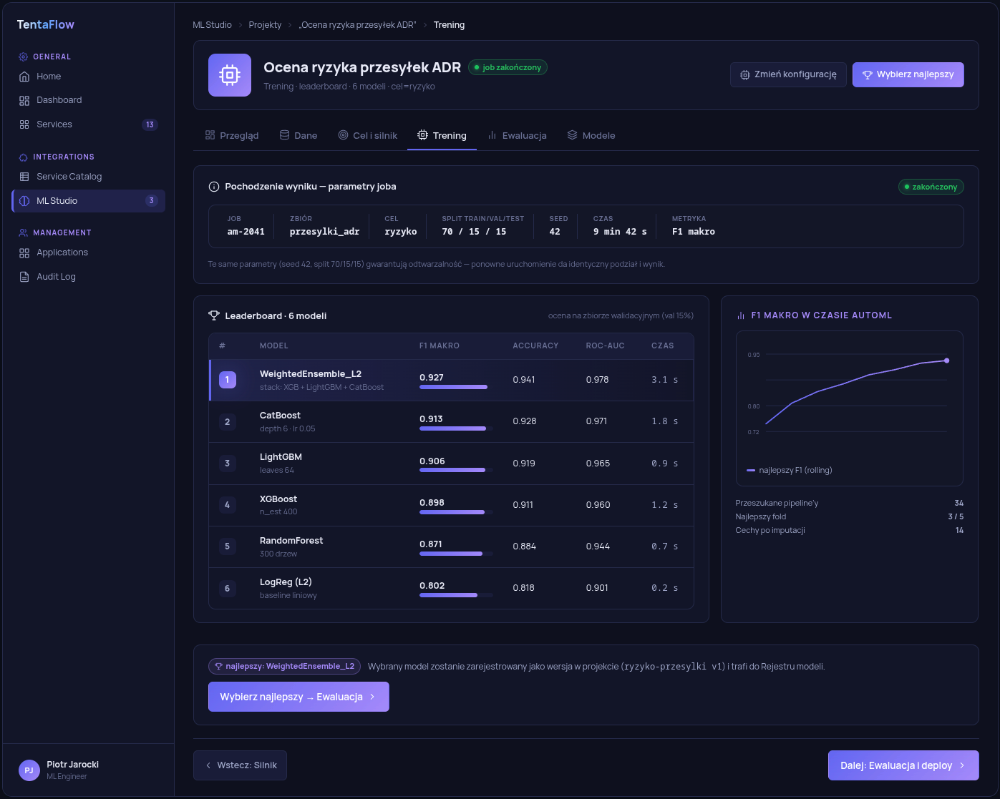 TentaFlow
GENERAL
Home
Dashboard
Services 13
INTEGRATIONS
Service Catalog
ML Studio 3
MANAGEMENT
Applications
Audit Log
PJ
Piotr Jarocki
ML Engineer
ML Studio > Projekty > „Ocena ryzyka przesyłek ADR” > Trening
Ocena ryzyka przesyłek ADR job zakończony
Trening · leaderboard · 6 modeli · cel=ryzyko
Zmień konfigurację
Wybierz najlepszy
Przegląd Dane Cel i silnik Trening Ewaluacja Modele
Pochodzenie wyniku — parametry joba zakończony
JOB ZBIÓR CEL SPLIT TRAIN/VAL/TEST SEED CZAS METRYKA
am-2041 przesylki_adr ryzyko 70 / 15 / 15 42 9 min 42 s F1 makro
Te same parametry (seed 42, split 70/15/15) gwarantują odtwarzalność — ponowne uruchomienie da identyczny podział i wynik.
Leaderboard · 6 modeli ocena na zbiorze walidacyjnym (val 15%)
# MODEL F1 MAKRO ACCURACY ROC-AUC CZAS
1 WeightedEnsemble_L2 0.927 0.941 0.978 3.1 s
stack: XGB + LightGBM + CatBoost
2 CatBoost 0.913 0.928 0.971 1.8 s
depth 6 · lr 0.05
3 LightGBM 0.906 0.919 0.965 0.9 s
leaves 64
4 XGBoost 0.898 0.911 0.960 1.2 s
n_est 400
5 RandomForest 0.871 0.884 0.944 0.7 s
300 drzew
6 LogReg (L2) 0.802 0.818 0.901 0.2 s
baseline liniowy
F1 MAKRO W CZASIE AUTOML
0.95
0.80
0.72
najlepszy F1 (rolling)
Przeszukane pipeline'y 34
Najlepszy fold 3 / 5
Cechy po imputacji 14
najlepszy: WeightedEnsemble_L2 Wybrany model zostanie zarejestrowany jako wersja w projekcie (ryzyko-przesylki v1) i trafi do Rejestru modeli.
Wybierz najlepszy → Ewaluacja >
< Wstecz: Silnik
Dalej: Ewaluacja i deploy >